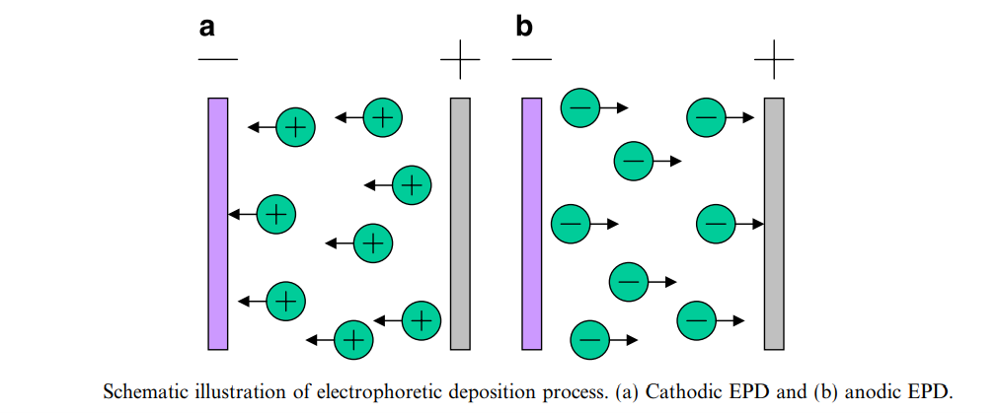 a
b
Schematic illustration of electrophoretic deposition process. (a) Cathodic EPD and (b) anodic EPD.